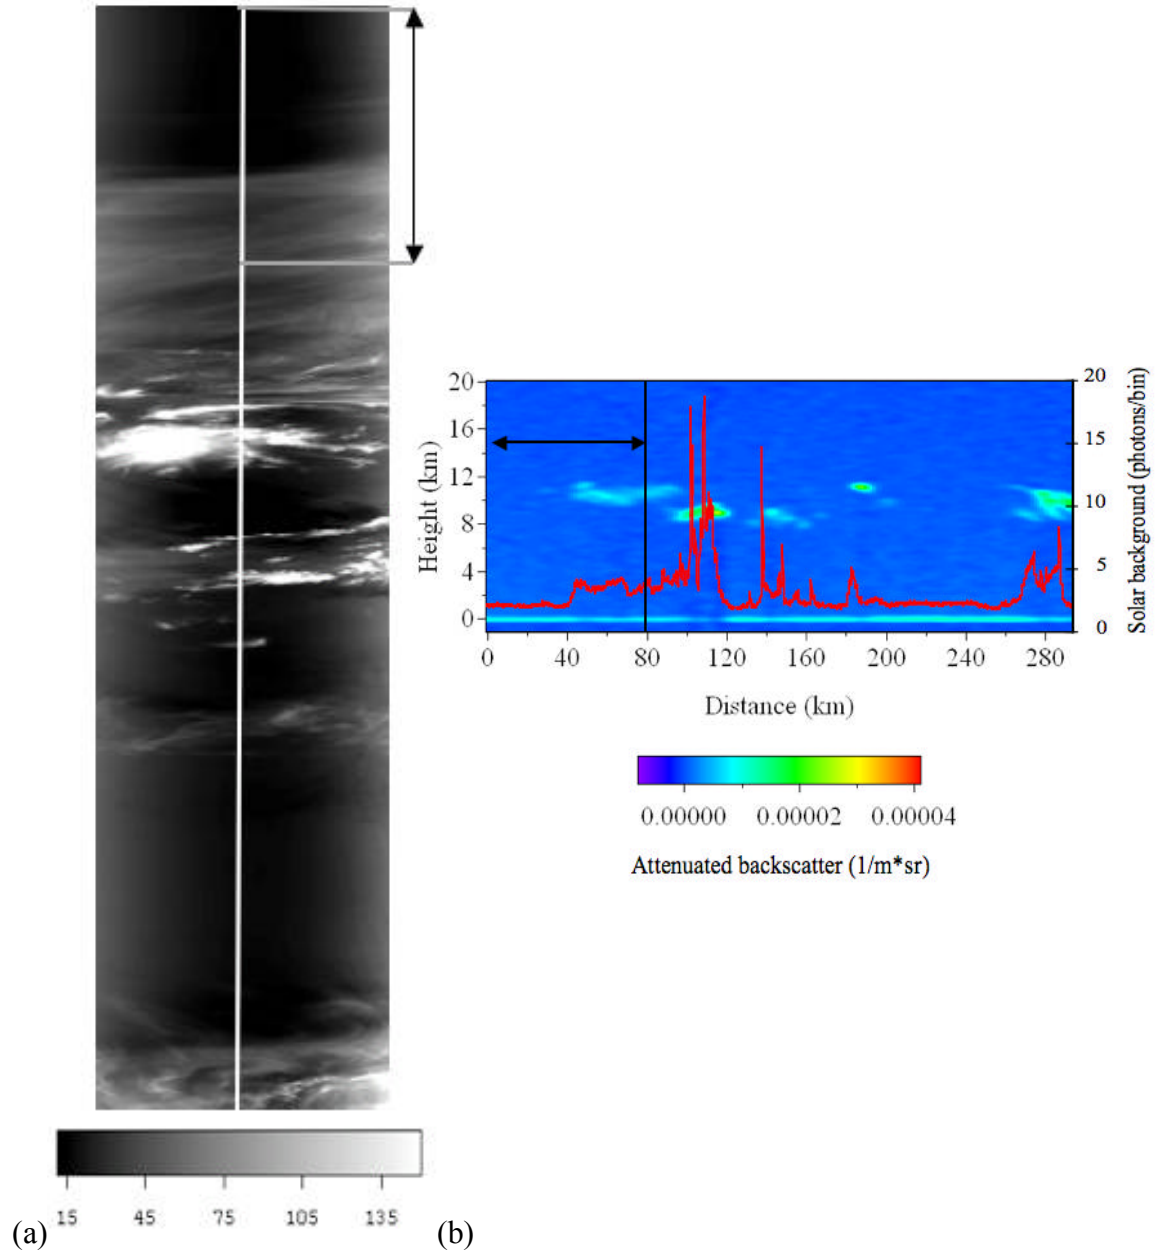 20
16
12
8
4
0
Height (km)
20
15
10
5
0
Solar background (photons/bin)
0 40 80 120 160 200 240 280
Distance (km)
0.00000 0.00002 0.00004
Attenuated backscatter (1/m*sr)
15 45 75 105 135
(a) (b)